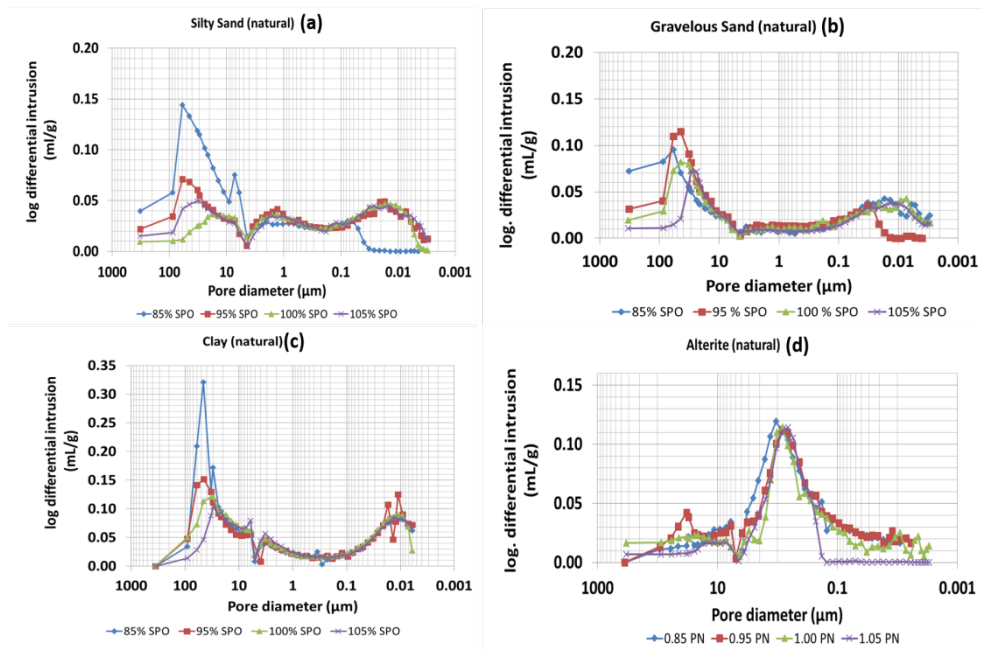 Silty Sand (natural) (a)
log differential intrusion
(ml/g)
0.20
0.15
0.10
0.05
0.00
1000 100 10 1 0.1 0.01 0.001
Pore diameter (µm)
85% SPO 95% SPO 100% SPO 105% SPO
Gravelous Sand (natural) (b)
log. differential intrusion
(mL/g)
0.20
0.15
0.10
0.05
0.00
1000 100 10 1 0.1 0.01 0.001
Pore diameter (µm)
85% SPO 95 % SPO 100 % SPO 105% SPO
Clay (natural) (c)
log differential intrusion
(mL/g)
0.35
0.30
0.25
0.20
0.15
0.10
0.05
0.00
1000 100 10 1 0.1 0.01 0.001
Pore diameter (µm)
85% SPO 95% SPO 100% SPO 105% SPO
Alterite (natural) (d)
log. differential intrusion
(mL/g)
0.15
0.10
0.05
0.00
1000 10 0.1 0.001
Pore diameter (µm)
0.85 PN 0.95 PN 1.00 PN 1.05 PN